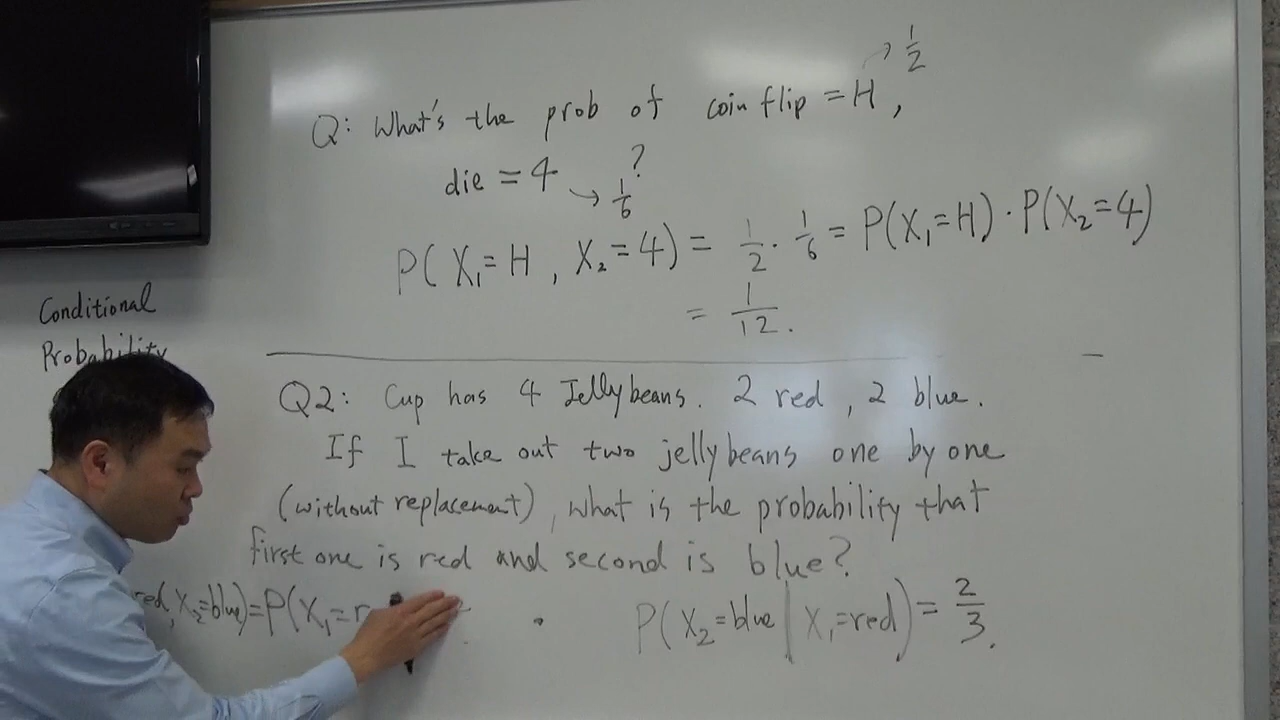 Q: What's the prob of coin flip = H, → 1/2
die = 4 → 1/6 ?
P( X₁=H , X₂=4) = 1/2 · 1/6 = P(X₁=H) · P(X₂=4)
= 1/12.
Conditional
Probability
Q2: Cup has 4 Jellybeans. 2 red , 2 blue.
If I take out two jellybeans one by one
(without replacement), what is the probability that
first one is red and second is blue?
red, X₂=blue)=P(X₁=r · P( X₂=blue | X₁=red) = 2/3.